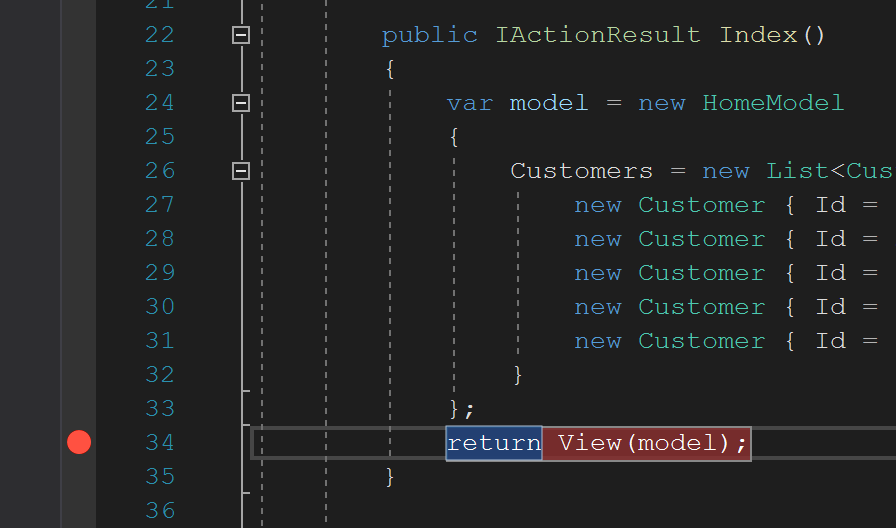 21
22 public IActionResult Index()
23 {
24 var model = new HomeModel
25 {
26 Customers = new List<Cus
27 new Customer { Id =
28 new Customer { Id =
29 new Customer { Id =
30 new Customer { Id =
31 new Customer { Id =
32 }
33 };
34 return View(model);
35 }
36